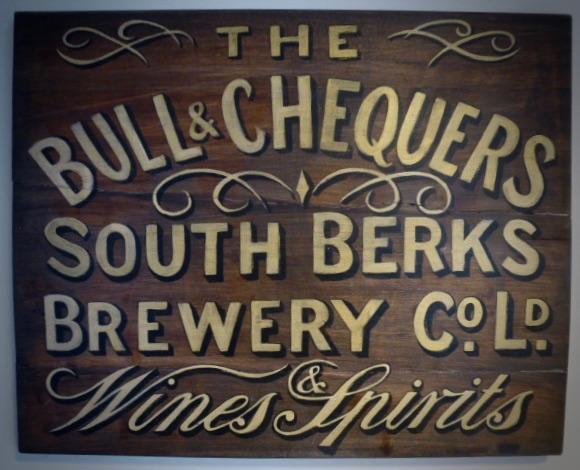 THE
BULL & CHEQUERS
SOUTH BERKS
BREWERY Co. LD.
Wines & Spirits